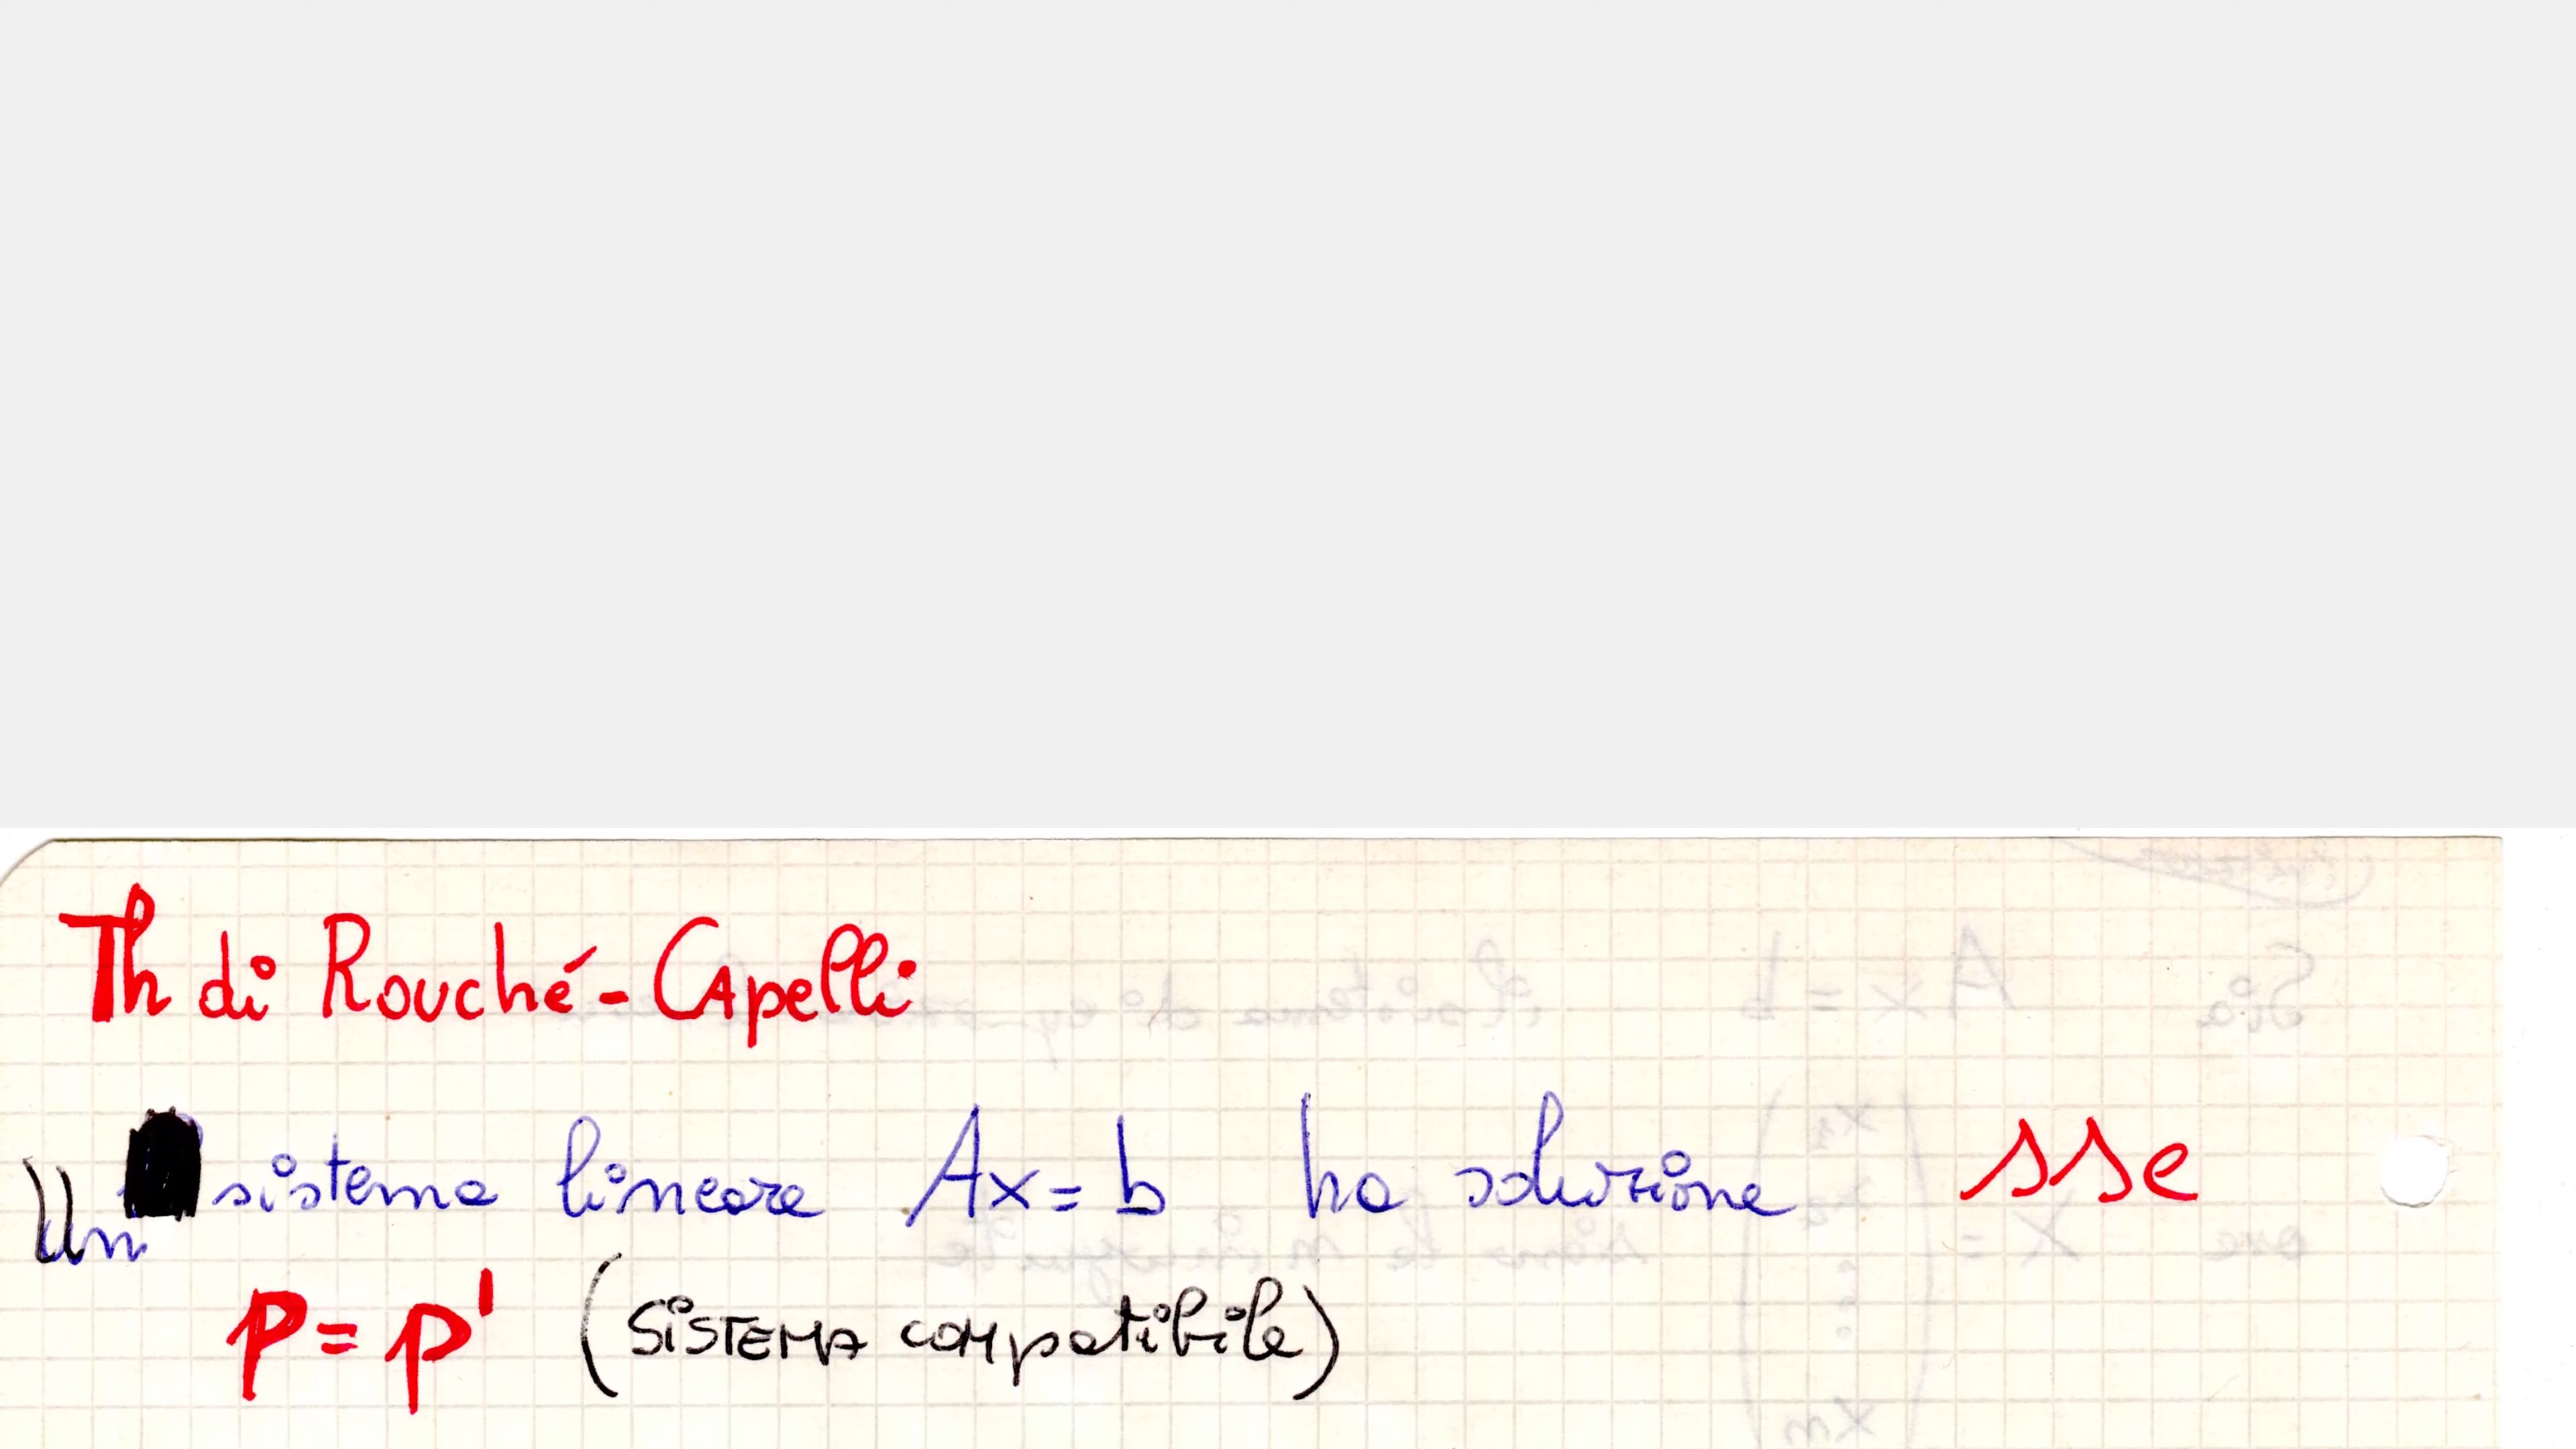 Th di Rouché-Capelli
Un sistema lineare Ax=b ha soluzione sse
p=p' (SISTEMA compatibile)